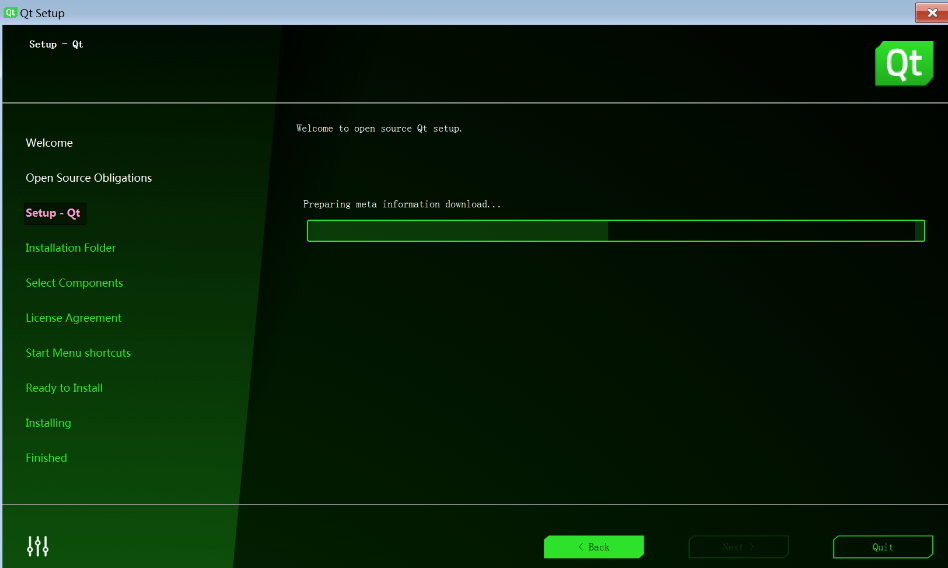 Qt Qt Setup
Setup - Qt
Qt
Welcome to open source Qt setup.
Welcome
Open Source Obligations
Setup - Qt
Preparing meta information download...
Installation Folder
Select Components
License Agreement
Start Menu shortcuts
Ready to Install
Installing
Finished
< Back
Next >
Quit